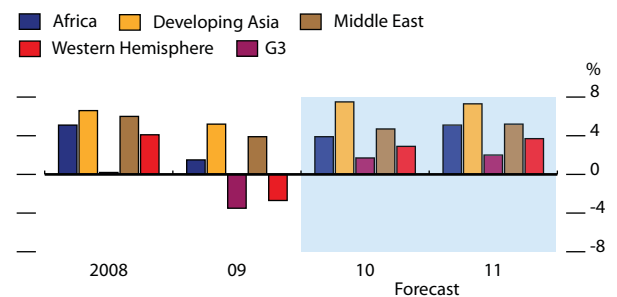 Africa Developing Asia Middle East
Western Hemisphere G3
%
8
4
0
-4
-8
2008 09 10 11
Forecast